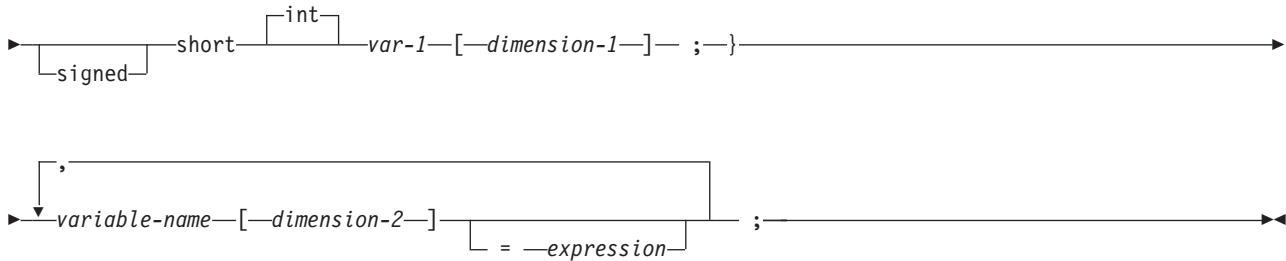 int
short var-1 [ dimension-1 ] ; }
signed
,
variable-name [ dimension-2 ] ;
= expression